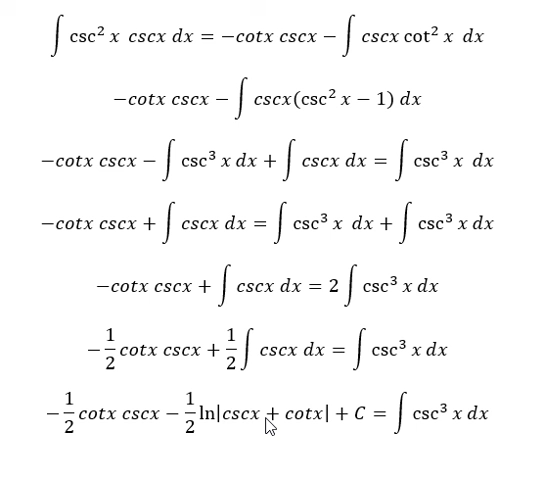 ∫ csc² x cscx dx = −cotx cscx − ∫ cscx cot² x dx
−cotx cscx − ∫ cscx(csc² x − 1) dx
−cotx cscx − ∫ csc³ x dx + ∫ cscx dx = ∫ csc³ x dx
−cotx cscx + ∫ cscx dx = ∫ csc³ x dx + ∫ csc³ x dx
−cotx cscx + ∫ cscx dx = 2 ∫ csc³ x dx
−1/2 cotx cscx + 1/2 ∫ cscx dx = ∫ csc³ x dx
−1/2 cotx cscx − 1/2 ln|cscx + cotx| + C = ∫ csc³ x dx